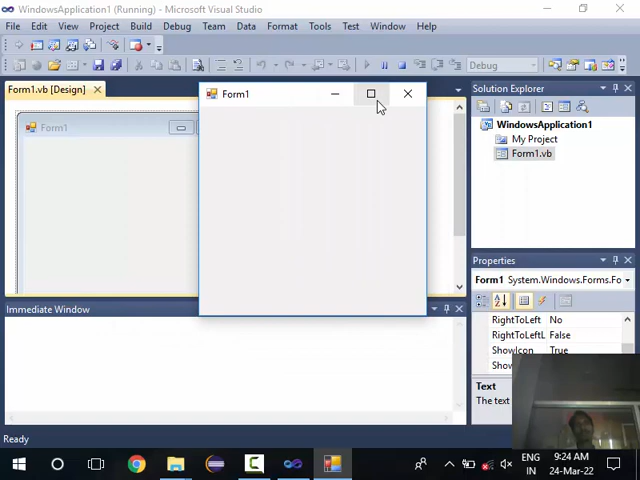 WindowsApplication1 (Running) - Microsoft Visual Studio
File Edit View Project Build Debug Team Data Format Tools Test Window Help
Debug
Form1.vb [Design]
Form1
Form1
Solution Explorer
WindowsApplication1
My Project
Form1.vb
Properties
Form1 System.Windows.Forms.Fo
RightToLeft No
RightToLeftL False
ShowIcon True
Show
Text
The text
Immediate Window
Ready
ENG
IN
9:24 AM
24-Mar-22